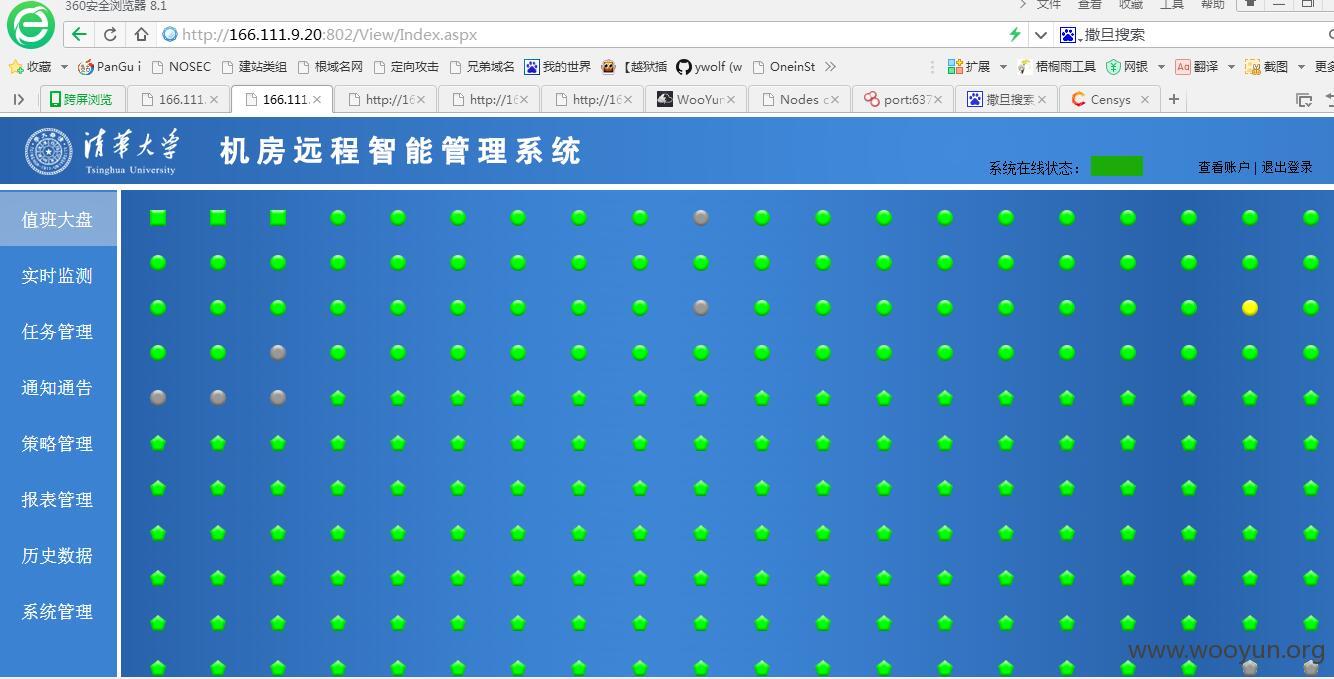 360安全浏览器 8.1
文件 查看 收藏 工具 帮助
http://166.111.9.20:802/View/Index.aspx
撒旦搜索
收藏 PanGu i NOSEC 建站类组 根域名网 定向攻击 兄弟域名 我的世界 【越狱插 ywolf (w OneinSt 扩展 梧桐雨工具 网银 翻译 截图 更多
跨屏浏览 166.111. 166.111. http://16 http://16 http://16 WooYun Nodes c port:637 撒旦搜索 Censys
清华大学
Tsinghua University
机房远程智能管理系统
系统在线状态：
查看账户 | 退出登录
值班大盘
实时监测
任务管理
通知通告
策略管理
报表管理
历史数据
系统管理
www.wooyun.org